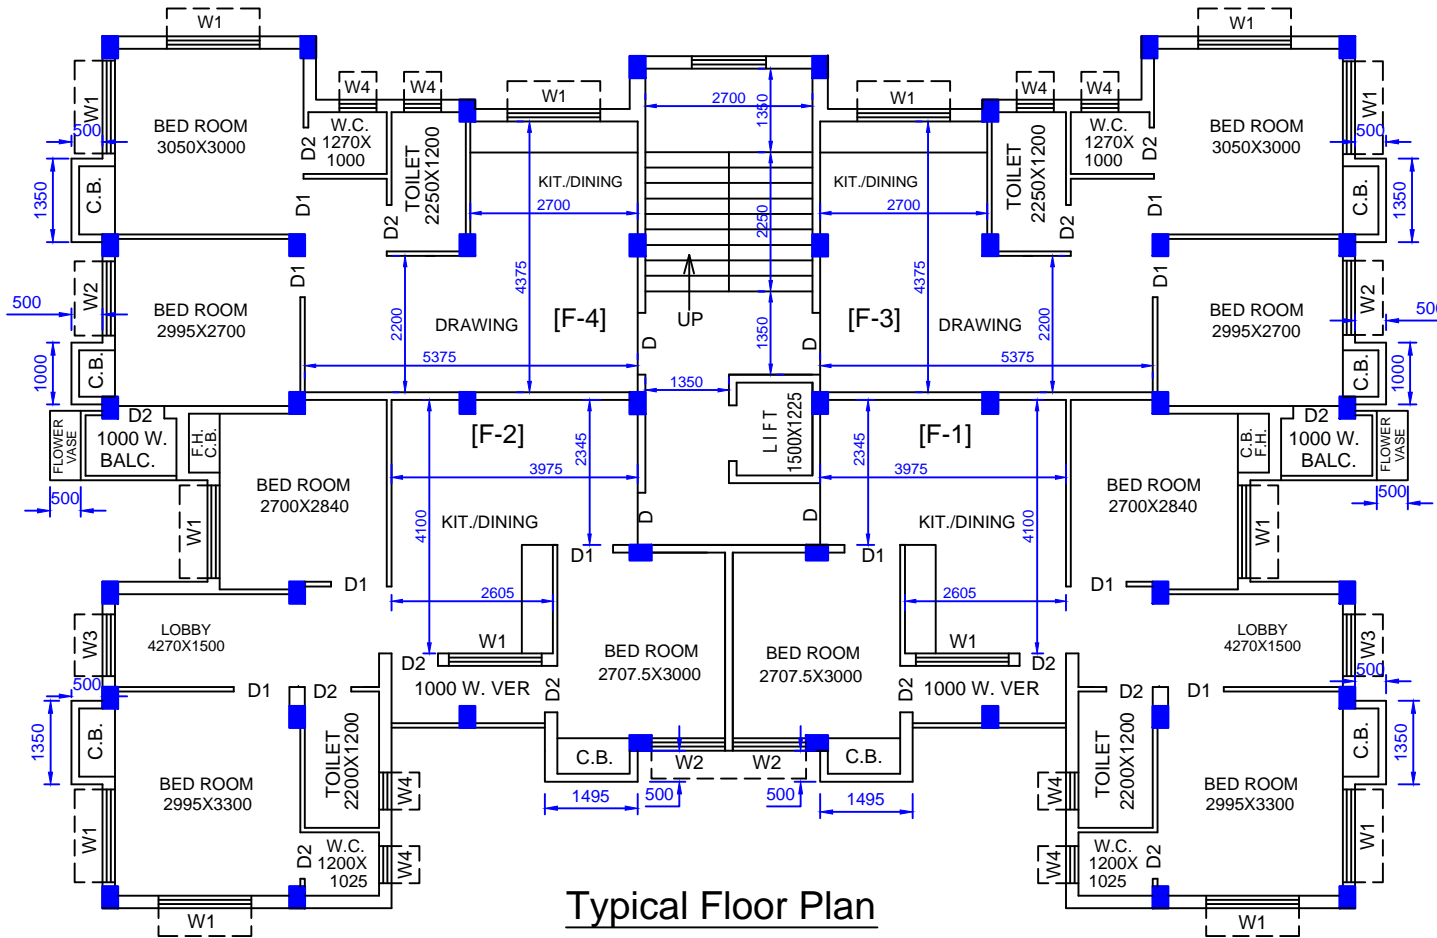 W1
W1
W4
W4
W1
2700
1350
W1
W4
W4
W1
500
BED ROOM
3050X3000
W.C.
1270X
1000
D2
TOILET
2250X1200
KIT./DINING
2700
2250
KIT./DINING
2700
TOILET
2250X1200
W.C.
1270X
1000
D2
BED ROOM
3050X3000
W1
500
1350
C.B.
D1
D2
D2
D1
C.B.
1350
500
W2
D1
BED ROOM
2995X2700
2200
4375
DRAWING
[F-4]
UP
1350
[F-3]
4375
DRAWING
2200
D1
BED ROOM
2995X2700
W2
1000
C.B.
5375
D
1350
D
5375
C.B.
1000
FLOWER
VASE
D2
1000 W.
BALC.
F.H.
C.B.
[F-2]
2345
LIFT
1500X1225
[F-1]
2345
C.B.
F.H.
D2
1000 W.
BALC.
FLOWER
VASE
500
BED ROOM
2700X2840
3975
3975
BED ROOM
2700X2840
500
W1
4100
KIT./DINING
D
D
KIT./DINING
4100
W1
D1
D1
D1
2605
2605
D1
W3
LOBBY
4270X1500
W1
BED ROOM
2707.5X3000
BED ROOM
2707.5X3000
W1
LOBBY
4270X1500
W3
500
D1
D2
D2
1000 W. VER
D2
D2
1000 W. VER
D2
D2
D1
500
1350
C.B.
TOILET
2200X1200
C.B.
W2
W2
C.B.
TOILET
2200X1200
C.B.
1350
BED ROOM
2995X3300
W4
1495
500
500
1495
W4
BED ROOM
2995X3300
W1
D2
W.C.
1200X
1025
W4
W4
W.C.
1200X
1025
D2
W1
W1
Typical Floor Plan
W1